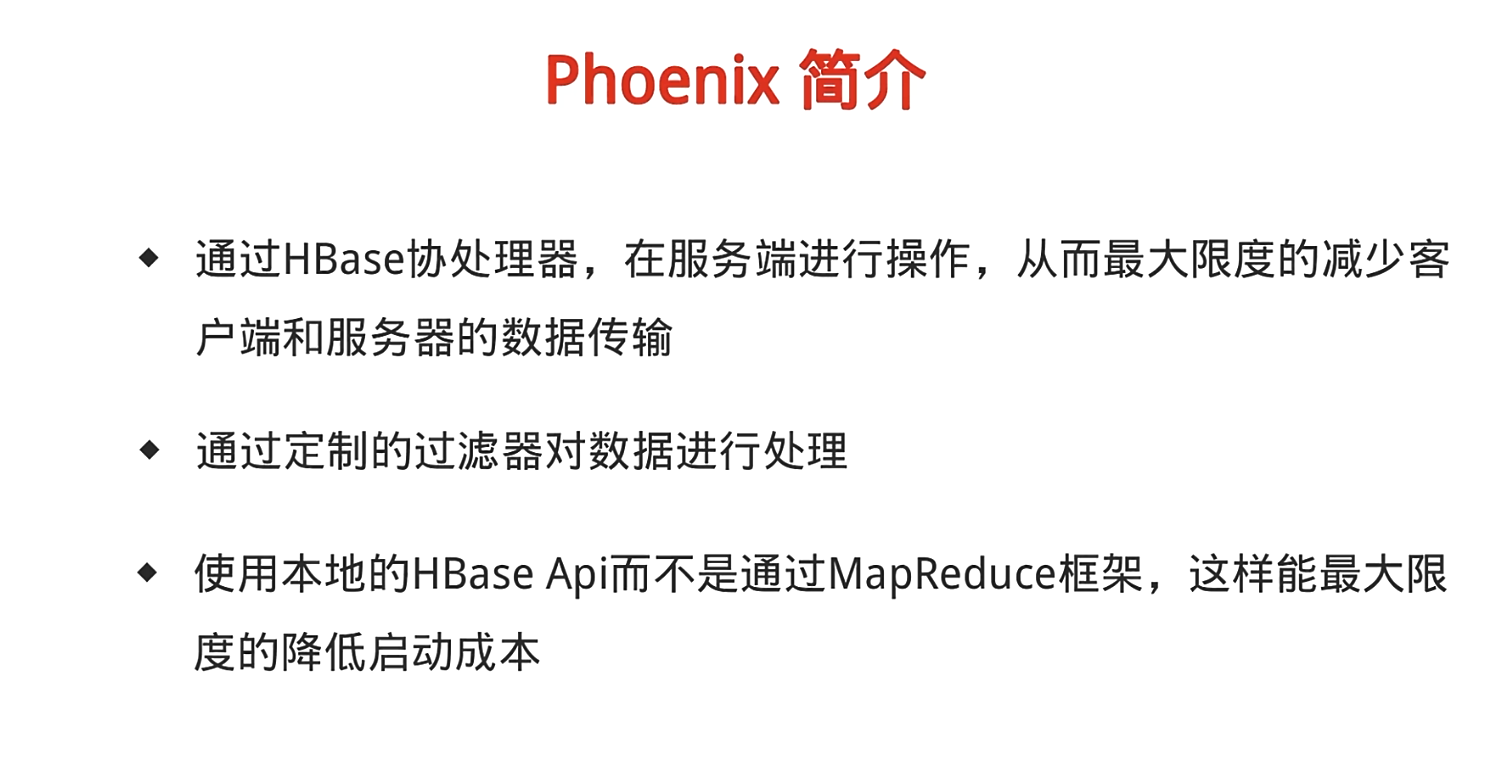 Phoenix 简介
◆ 通过HBase协处理器，在服务端进行操作，从而最大限度的减少客
户端和服务器的数据传输
◆ 通过定制的过滤器对数据进行处理
◆ 使用本地的HBase Api而不是通过MapReduce框架，这样能最大限
度的降低启动成本